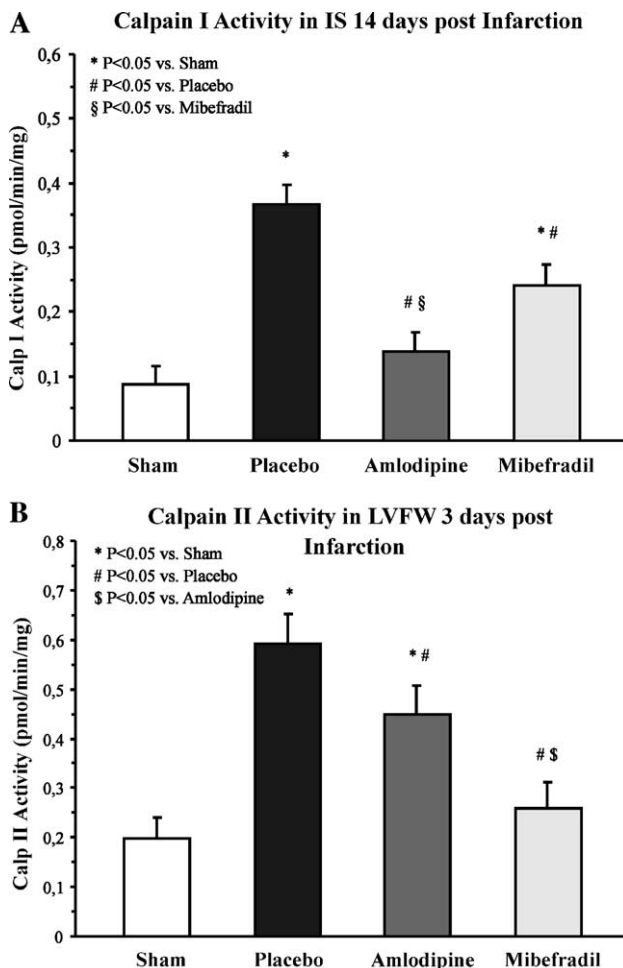 A
Calpain I Activity in IS 14 days post Infarction
0,6
* P<0.05 vs. Sham
# P<0.05 vs. Placebo
§ P<0.05 vs. Mibefradil
0,5
0,4
0,3
0,2
0,1
0
Calp I Activity (pmol/min/mg)
*
# §
* #
Sham Placebo Amlodipine Mibefradil
B
Calpain II Activity in LVFW 3 days post
Infarction
0,8
* P<0.05 vs. Sham
# P<0.05 vs. Placebo
$ P<0.05 vs. Amlodipine
0,7
0,6
0,5
0,4
0,3
0,2
0,1
0
Calp II Activity (pmol/min/mg)
*
* #
# $
Sham Placebo Amlodipine Mibefradil